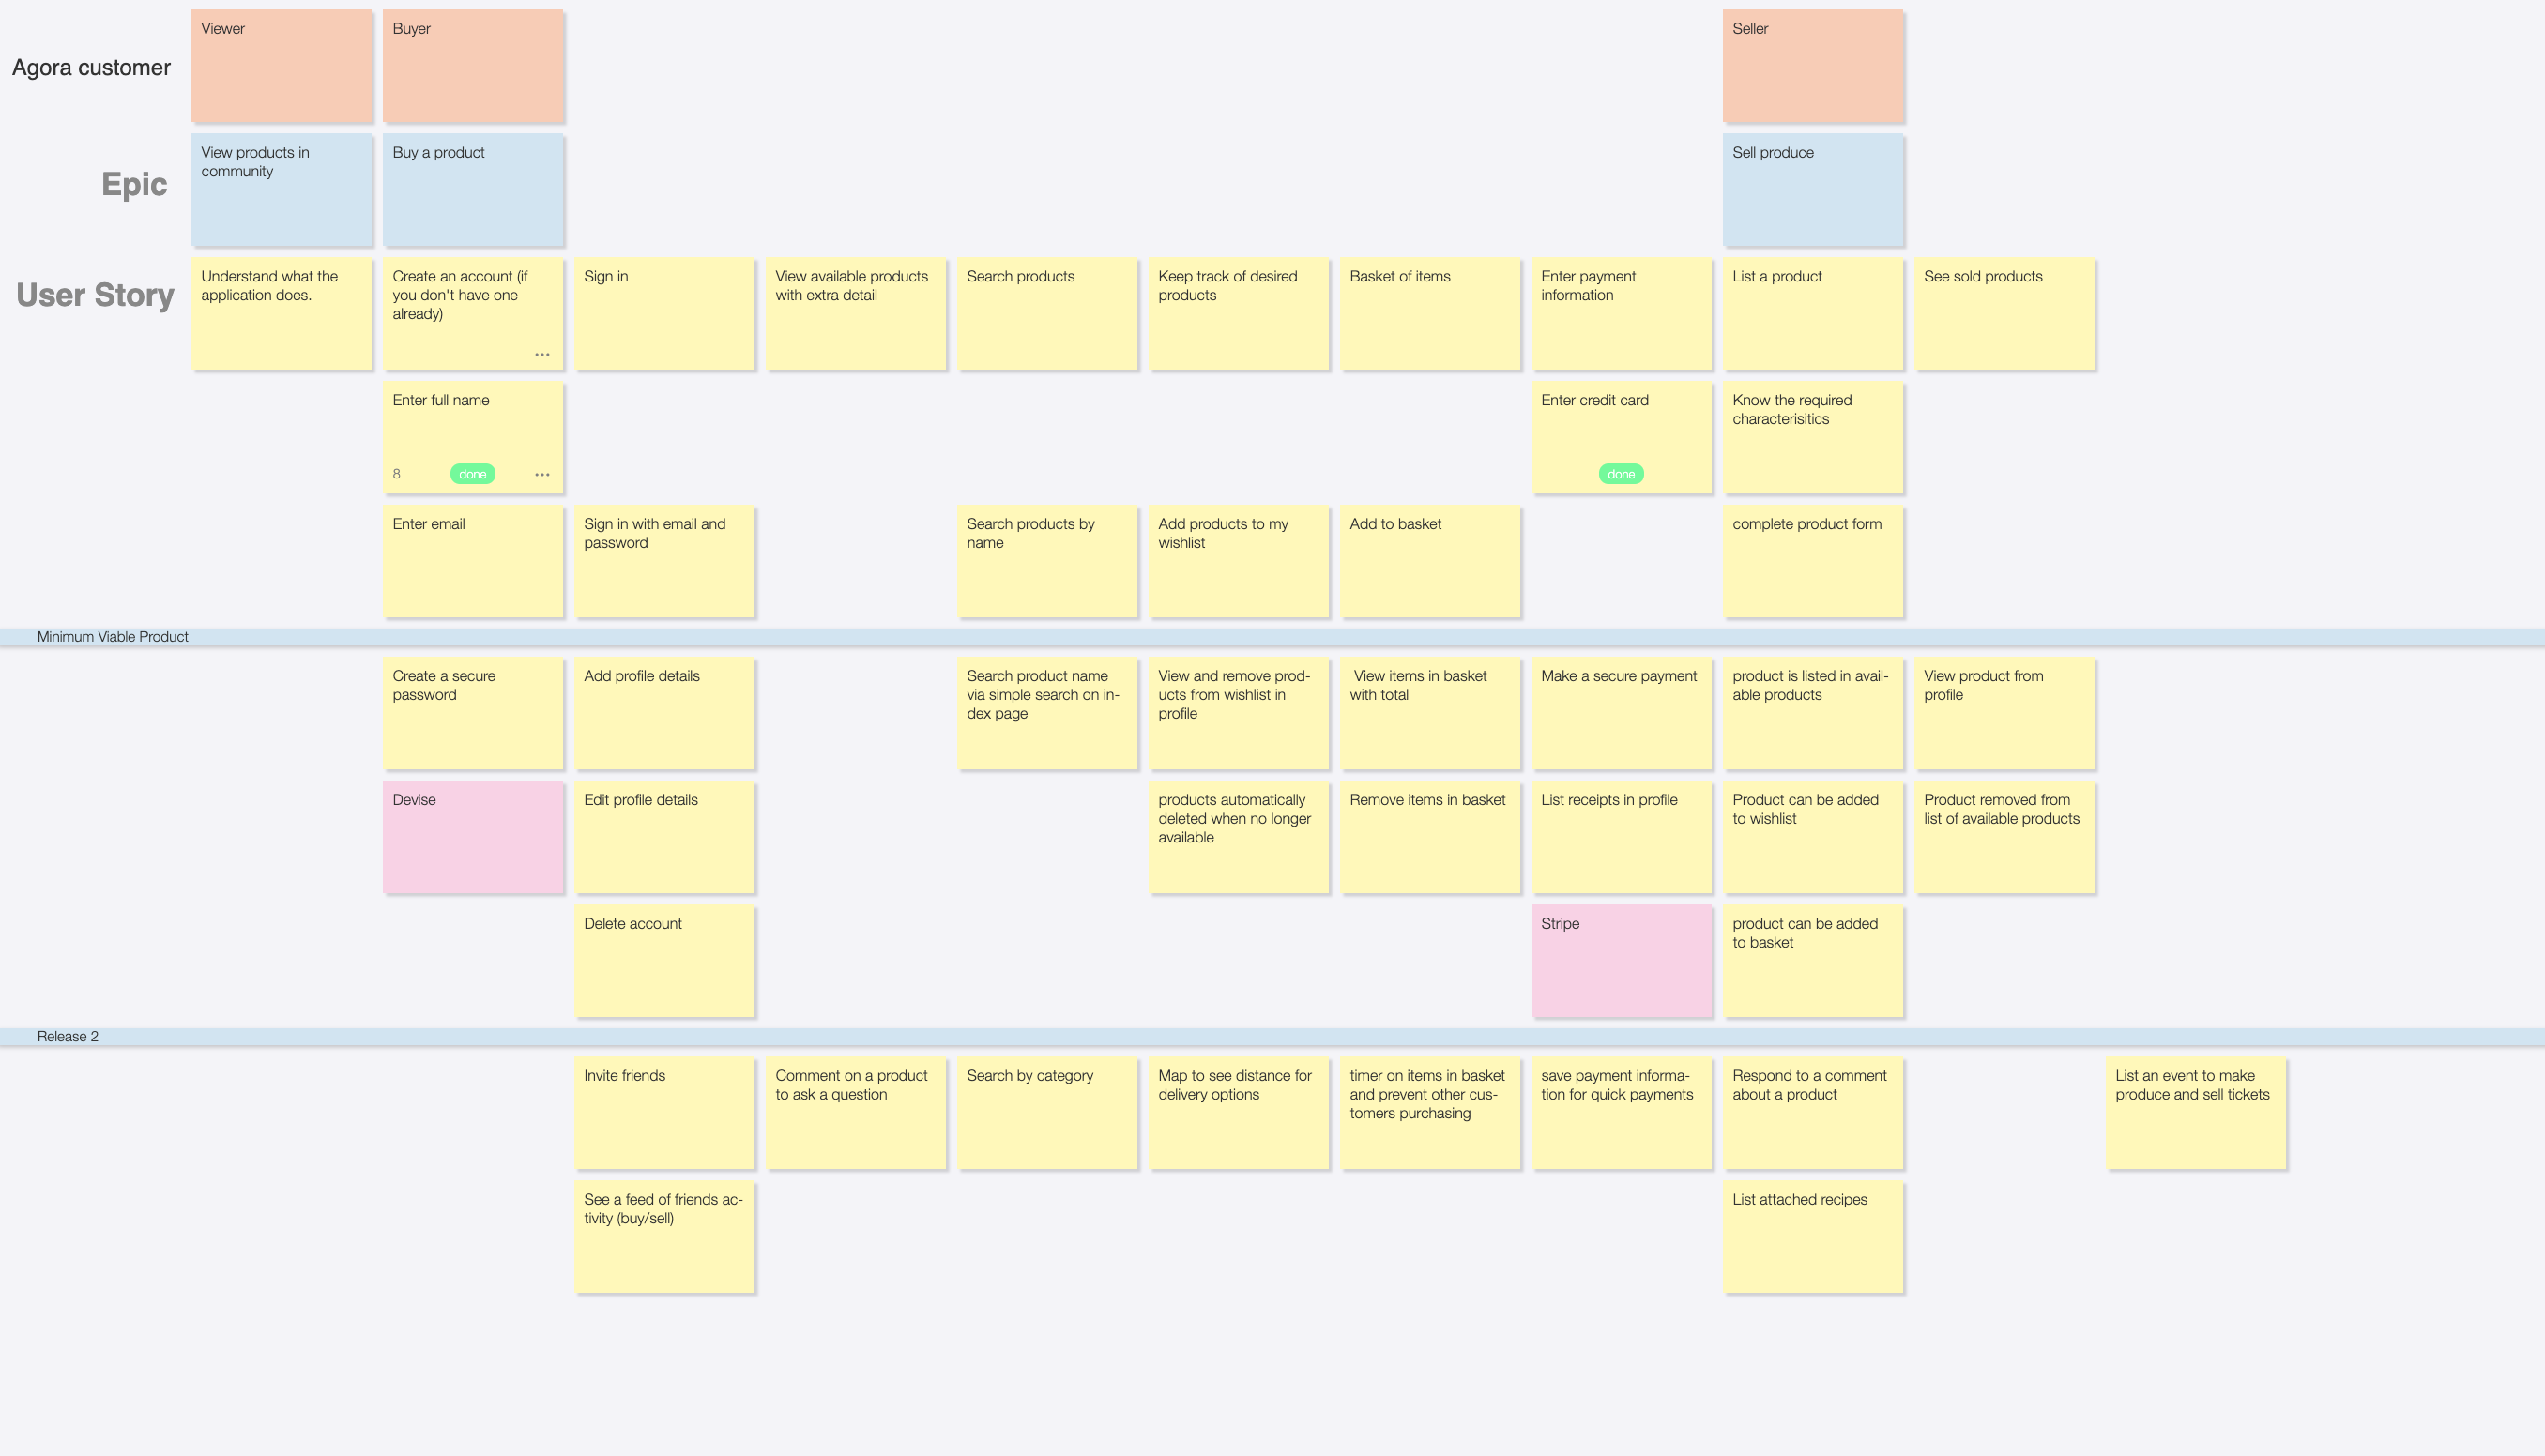 Agora customer
Viewer
Buyer
Seller
Epic
View products in
community
Buy a product
Sell produce
User Story
Understand what the
application does.
Create an account (if
you don't have one
already)
...
Sign in
View available products
with extra detail
Search products
Keep track of desired
products
Basket of items
Enter payment
information
List a product
See sold products
Enter full name
8
done
...
Enter credit card
done
Know the required
characterisitics
Enter email
Sign in with email and
password
Search products by
name
Add products to my
wishlist
Add to basket
complete product form
Minimum Viable Product
Create a secure
password
Add profile details
Search product name
via simple search on in-
dex page
View and remove prod-
ucts from wishlist in
profile
View items in basket
with total
Make a secure payment
product is listed in avail-
able products
View product from
profile
Devise
Edit profile details
products automatically
deleted when no longer
available
Remove items in basket
List receipts in profile
Product can be added
to wishlist
Product removed from
list of available products
Delete account
Stripe
product can be added
to basket
Release 2
Invite friends
Comment on a product
to ask a question
Search by category
Map to see distance for
delivery options
timer on items in basket
and prevent other cus-
tomers purchasing
save payment informa-
tion for quick payments
Respond to a comment
about a product
List an event to make
produce and sell tickets
See a feed of friends ac-
tivity (buy/sell)
List attached recipes